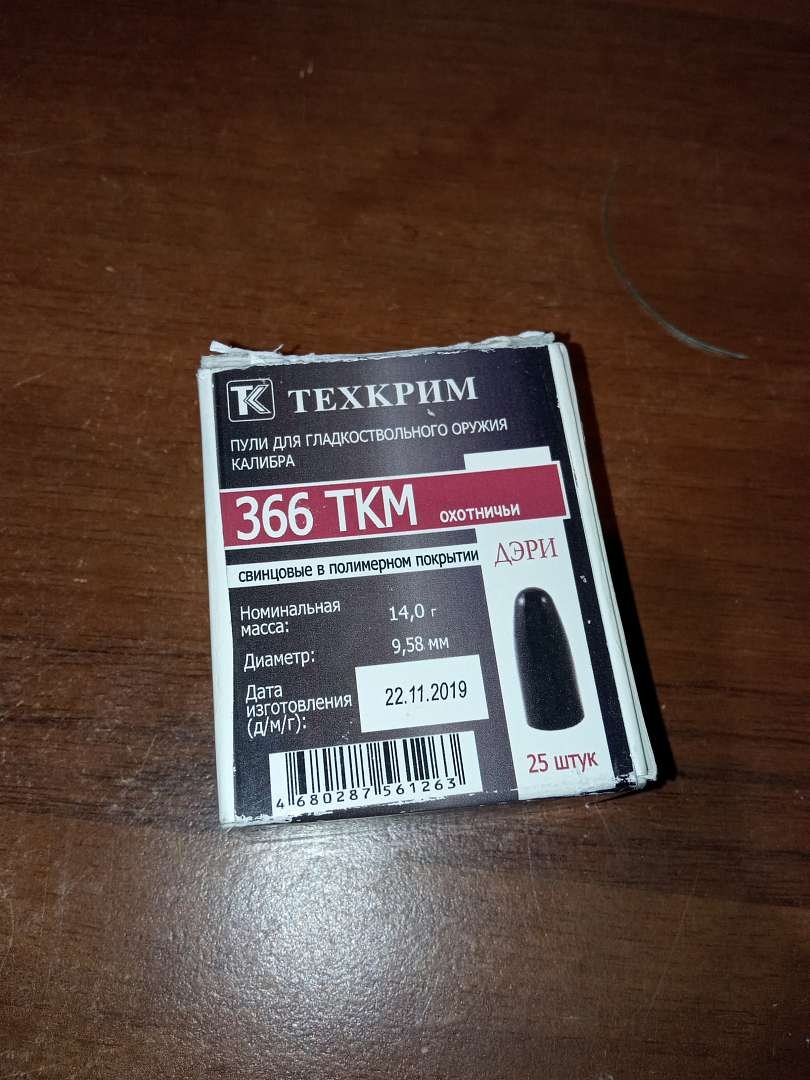 ТК ТЕХКРИМ
ПУЛИ ДЛЯ ГЛАДКОСТВОЛЬНОГО ОРУЖИЯ
КАЛИБРА
366 ТКМ охотничьи
свинцовые в полимерном покрытии
ДЭРИ
Номинальная
масса: 14,0 г
Диаметр: 9,58 мм
Дата
изготовления
(д/м/г): 22.11.2019
4 680287 561263
25 штук